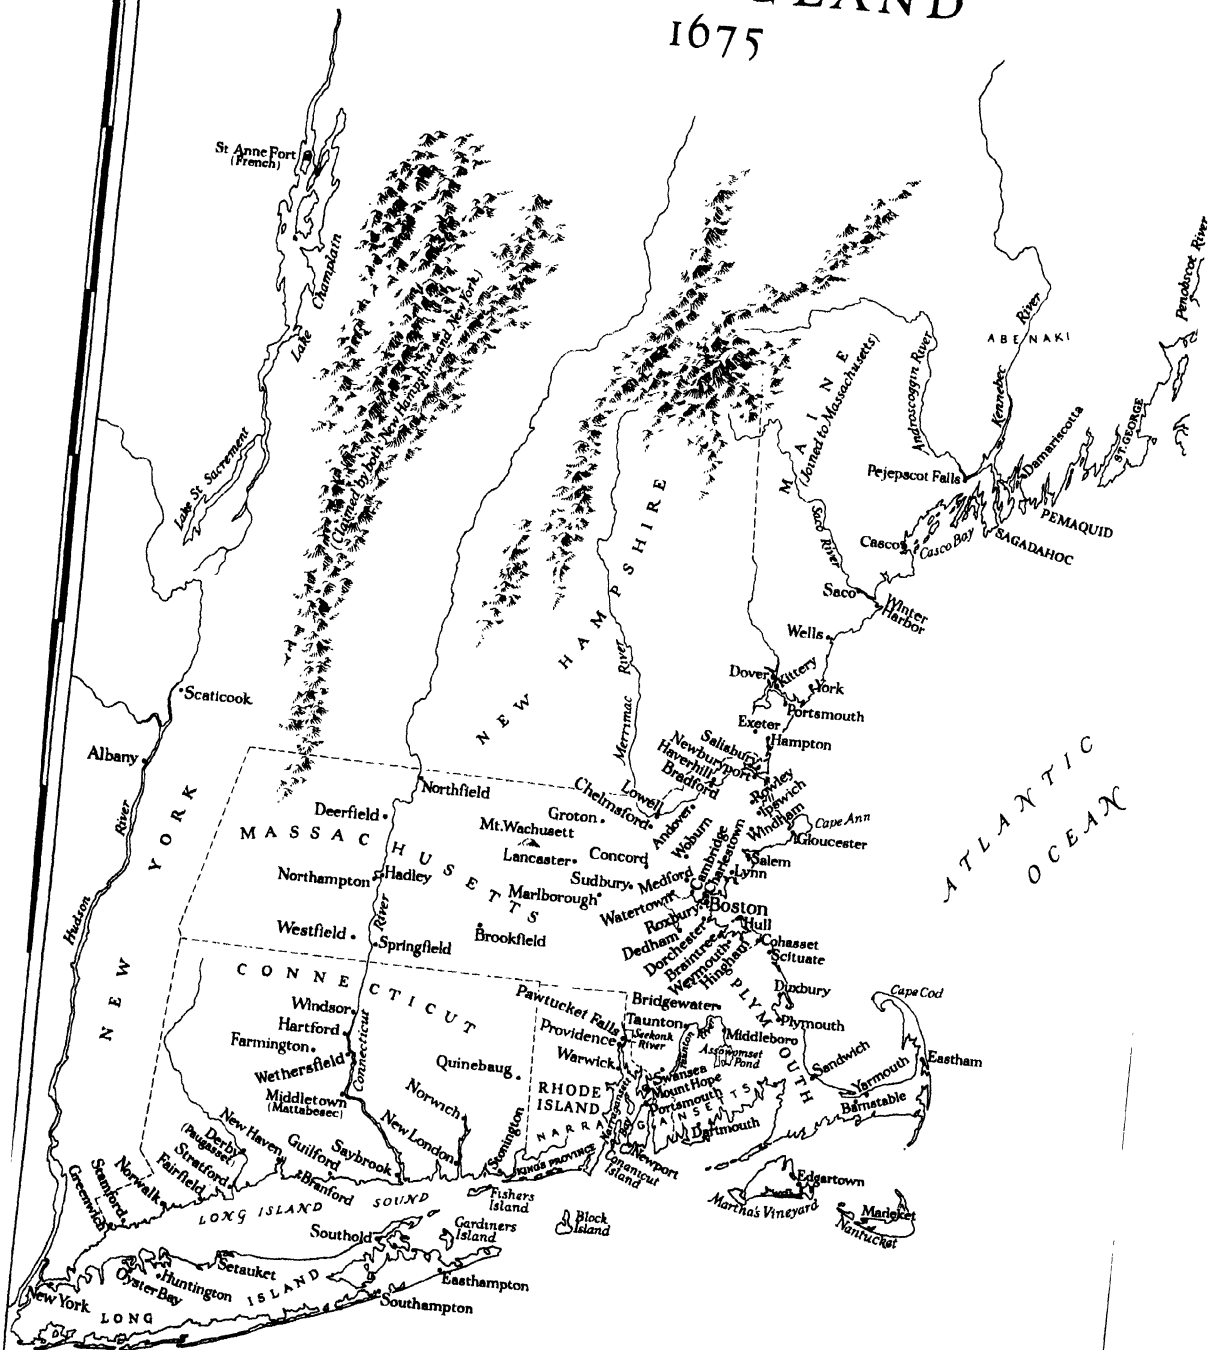 1675
St Anne Fort
(French)
Lake Champlain
(Claimed by both New Hampshire and New York)
Lake St Sacrement
MAINE
(Joined to Massachusetts)
Androscoggin River
Kennebec River
ABENAKI
Penobscot River
ST. GEORGE
Damariscotta
Pejepscot Falls
PEMAQUID
SAGADAHOC
Casco
Casco Bay
Saco River
Saco
Winter
Harbor
Wells
NEW HAMPSHIRE
Merrimac River
Dover
Kittery
York
Portsmouth
Exeter
Hampton
Scaticook
Albany
Hudson River
NEW YORK
Salisbury
Newburyport
Haverhill
Bradford
Rowley
Ipswich
Windham
Cape Ann
Gloucester
Northfield
Lowell
Chelmsford
Groton
Andover
Woburn
Deerfield
MASSACHUSETTS
Mt. Wachusett
Lancaster
Concord
Cambridge
Charlestown
Salem
Lynn
Northampton
Hadley
Sudbury
Medford
Marlborough
Watertown
Boston
Roxbury
Hull
Westfield
Springfield
Brookfield
Dedham
Dorchester
Braintree
Weymouth
Hingham
Cohasset
Scituate
ATLANTIC
OCEAN
CONNECTICUT
Connecticut River
PLYMOUTH
Duxbury
Cape Cod
Windsor
Hartford
Farmington
Wethersfield
Middletown
(Mattabesec)
Quinebaug
Norwich
New London
Stonington
Pawtucket Falls
Providence
Seekonk
River
Warwick
RHODE
ISLAND
Bridgewater
Taunton
Taunton River
Middleboro
Assowomset
Pond
Plymouth
Sandwich
Yarmouth
Barnstable
Eastham
Swansea
Mount Hope
Portsmouth
NARRAGANSETTS
Narragansett Bay
Dartmouth
KING'S PROVINCE
Newport
Conanicut
Island
Derby
(Paugasset)
New Haven
Guilford
Saybrook
Stratford
Fairfield
Branford
Norwalk
Stamford
Greenwich
LONG ISLAND SOUND
Fishers
Island
Gardiners
Island
Block
Island
Edgartown
Martha's Vineyard
Madeket
Nantucket
Southold
Setauket
Huntington
Oyster Bay
Easthampton
Southampton
New York
LONG ISLAND